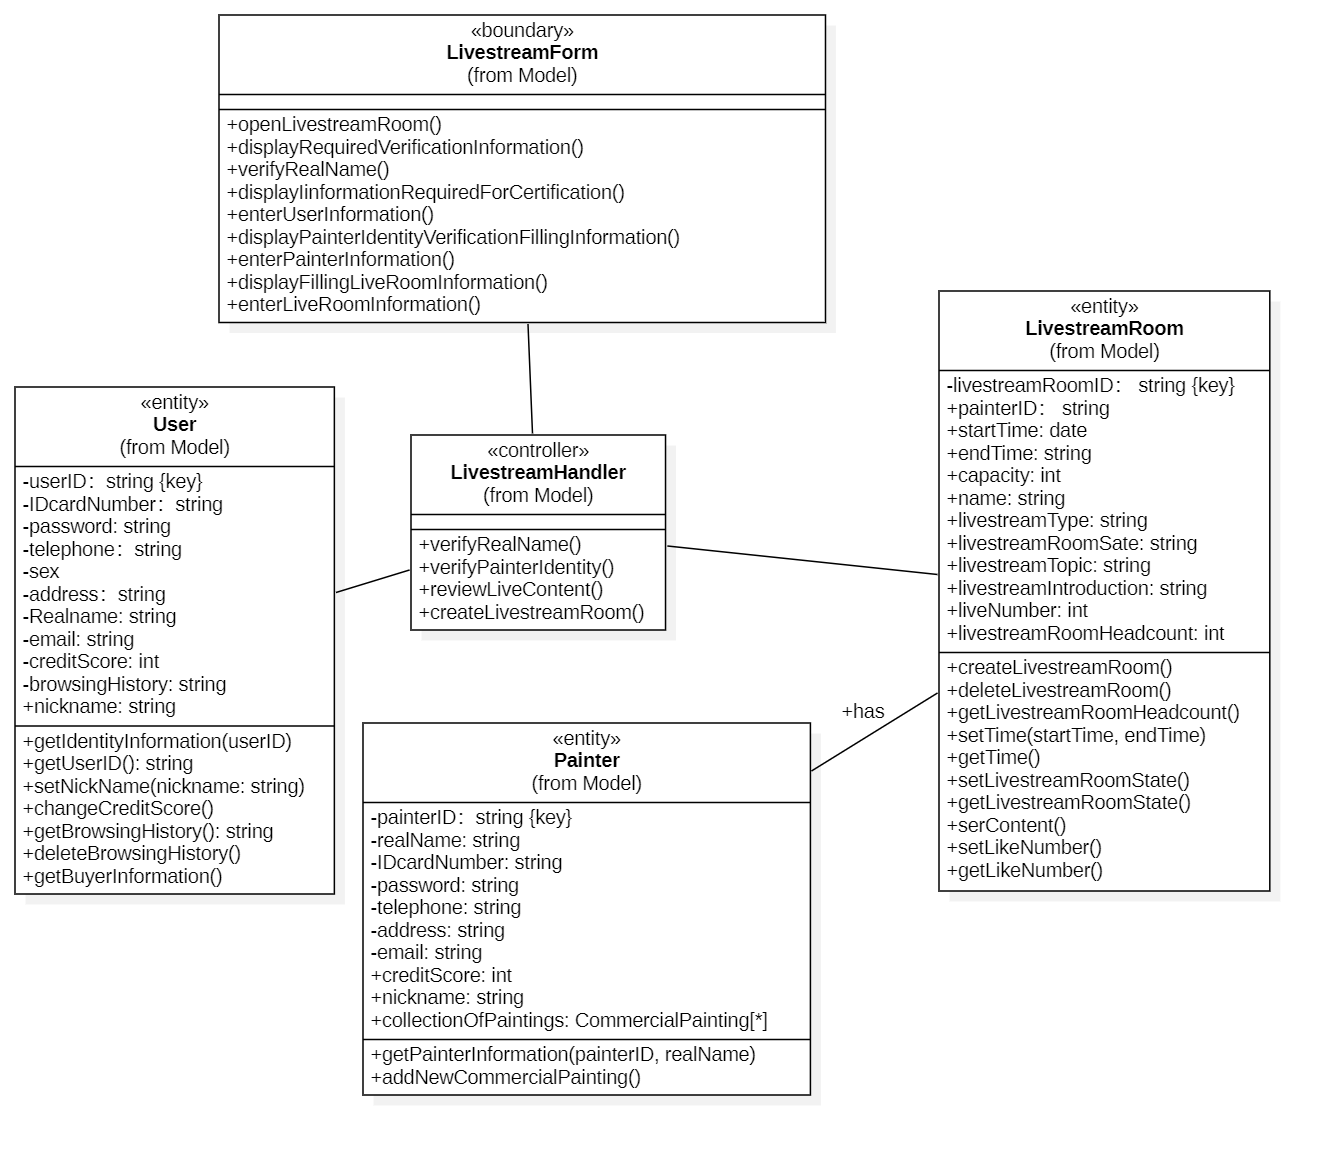 «boundary»
LivestreamForm
(from Model)
+openLivestreamRoom()
+displayRequiredVerificationInformation()
+verifyRealName()
+displayIinformationRequiredForCertification()
+enterUserInformation()
+displayPainterIdentityVerificationFillingInformation()
+enterPainterInformation()
+displayFillingLiveRoomInformation()
+enterLiveRoomInformation()
«entity»
User
(from Model)
-userID： string {key}
-IDcardNumber：string
-password: string
-telephone：string
-sex
-address：string
-Realname: string
-email: string
-creditScore: int
-browsingHistory: string
+nickname: string
+getIdentityInformation(userID)
+getUserID(): string
+setNickName(nickname: string)
+changeCreditScore()
+getBrowsingHistory(): string
+deleteBrowsingHistory()
+getBuyerInformation()
«controller»
LivestreamHandler
(from Model)
+verifyRealName()
+verifyPainterIdentity()
+reviewLiveContent()
+createLivestreamRoom()
«entity»
LivestreamRoom
(from Model)
-livestreamRoomID： string {key}
+painterID： string
+startTime: date
+endTime: string
+capacity: int
+name: string
+livestreamType: string
+livestreamRoomSate: string
+livestreamTopic: string
+livestreamIntroduction: string
+liveNumber: int
+livestreamRoomHeadcount: int
+createLivestreamRoom()
+deleteLivestreamRoom()
+getLivestreamRoomHeadcount()
+setTime(startTime, endTime)
+getTime()
+setLivestreamRoomState()
+getLivestreamRoomState()
+serContent()
+setLikeNumber()
+getLikeNumber()
+has
«entity»
Painter
(from Model)
-painterID：string {key}
-realName: string
-IDcardNumber: string
-password: string
-telephone: string
-address: string
-email: string
+creditScore: int
+nickname: string
+collectionOfPaintings: CommercialPainting[*]
+getPainterInformation(painterID, realName)
+addNewCommercialPainting()